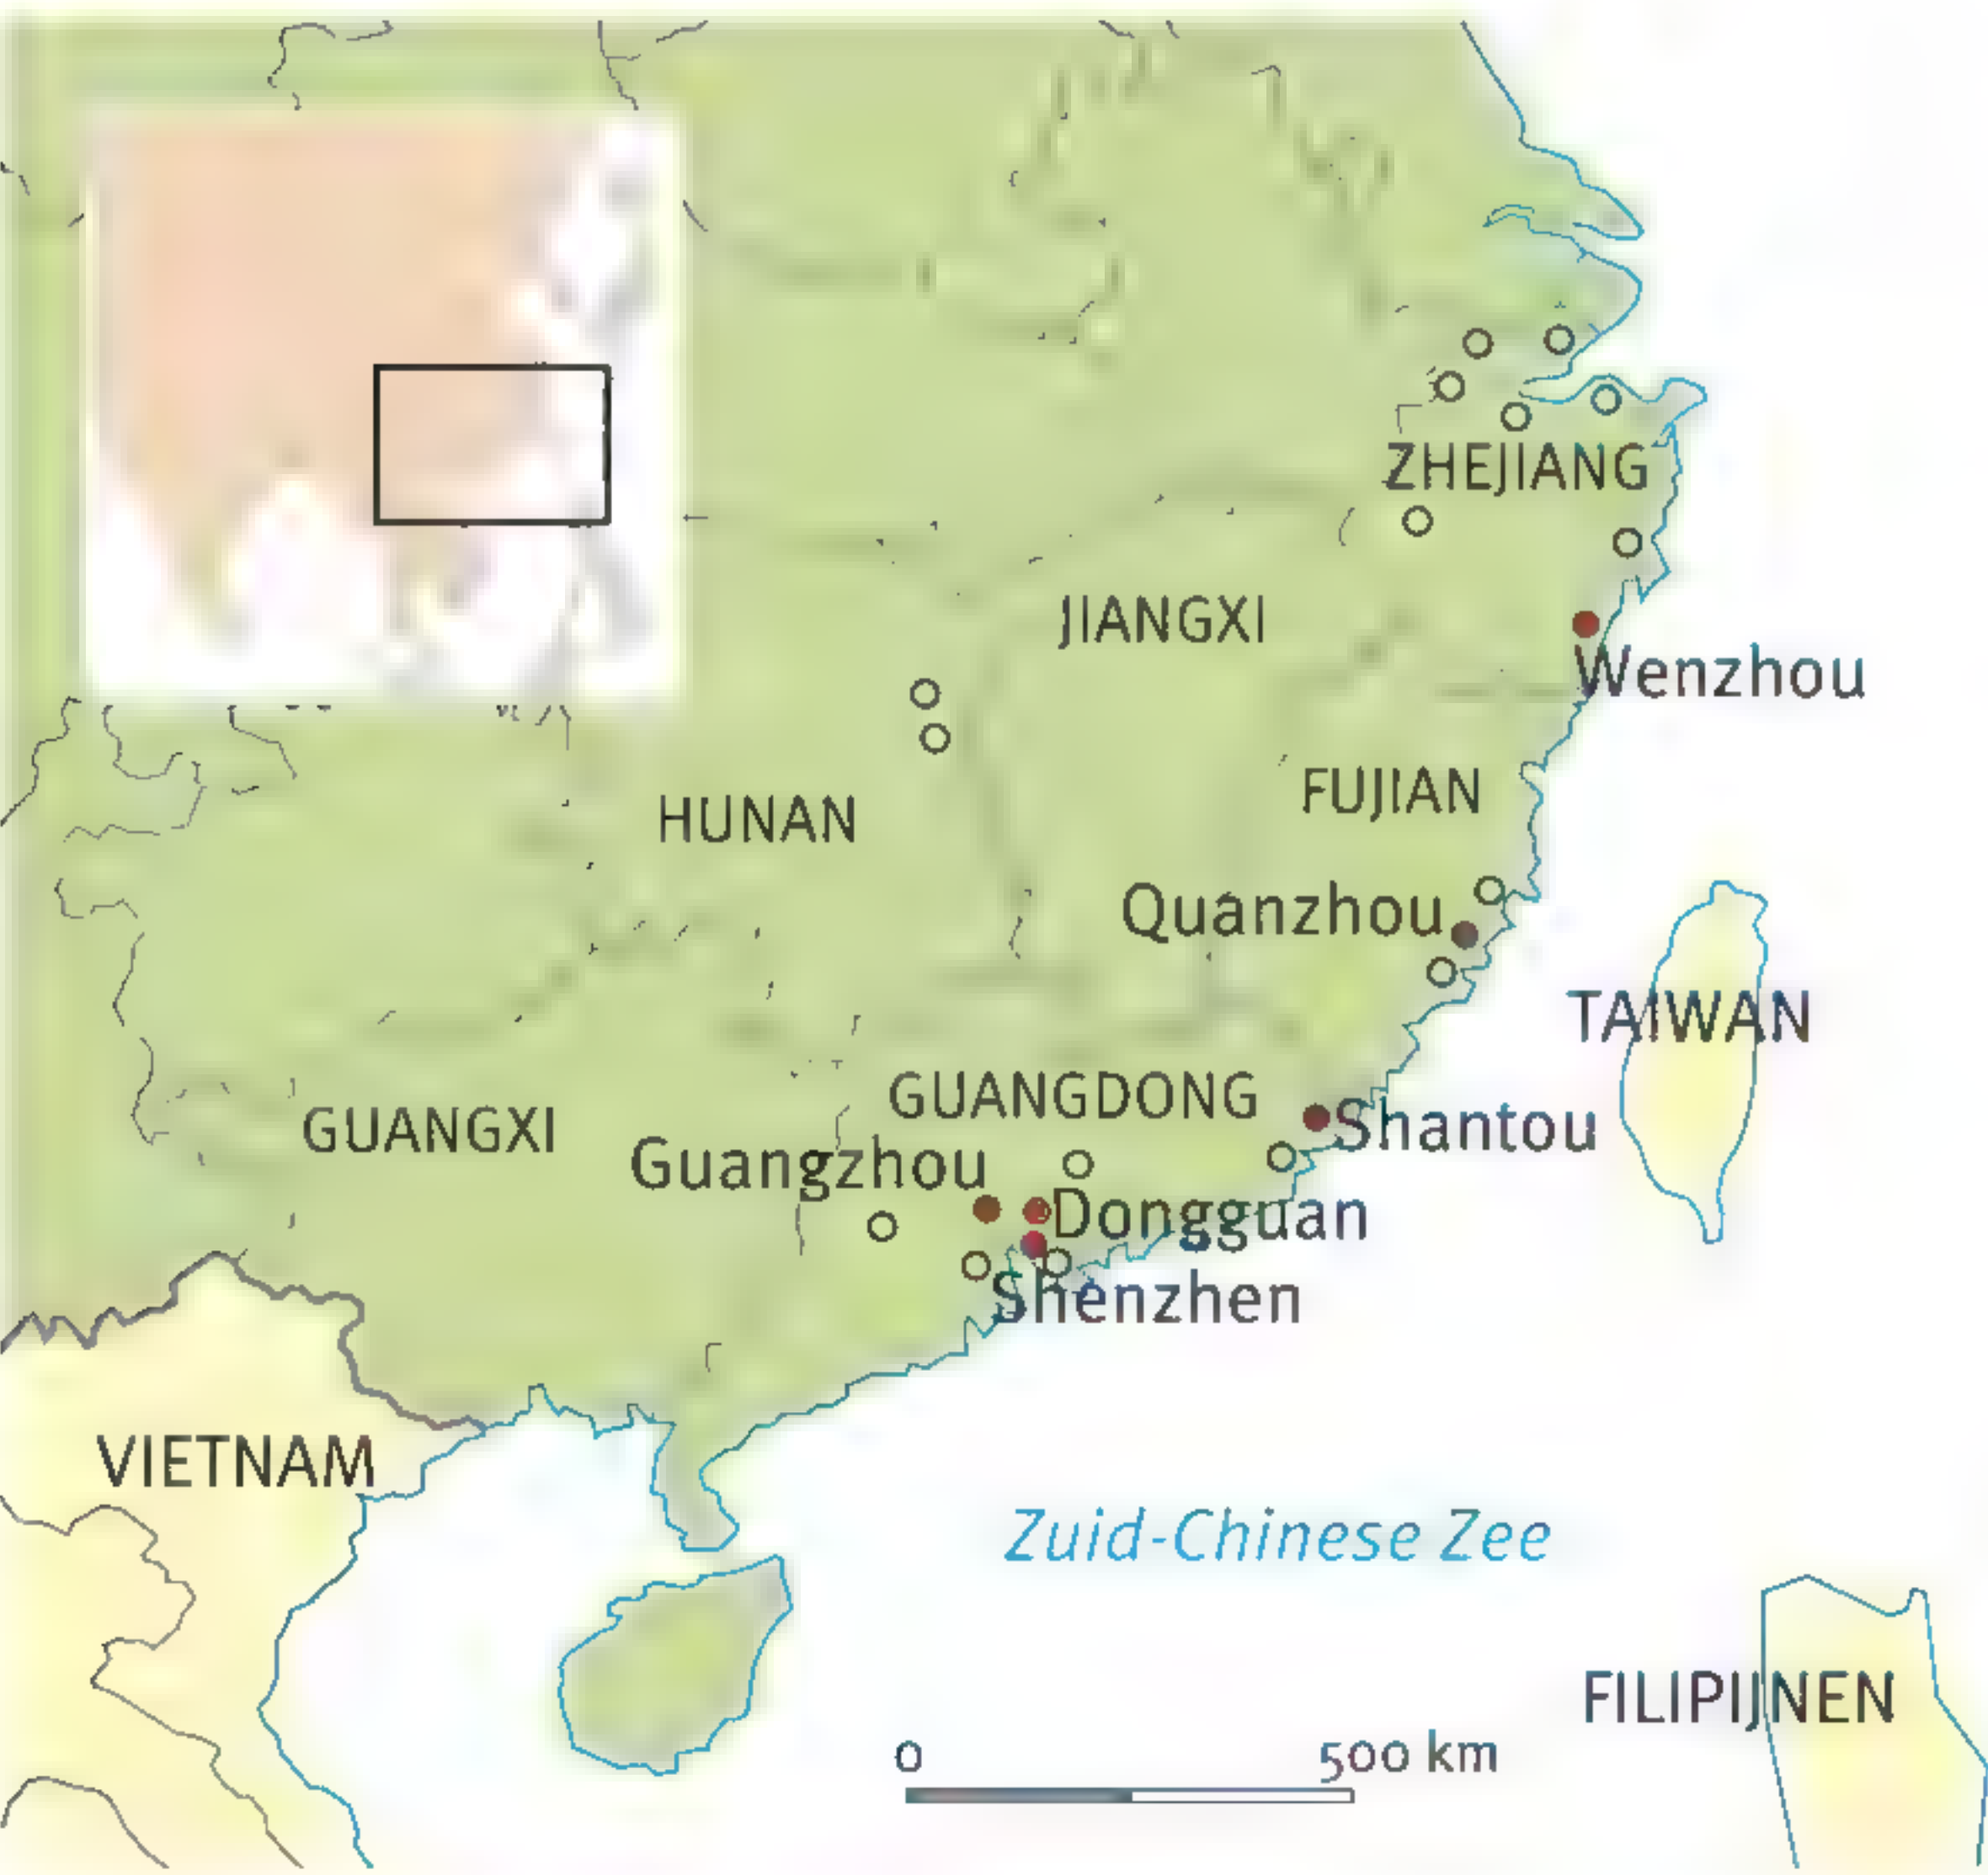 ZHEJIANG
JIANGXI
Wenzhou
FUJIAN
HUNAN
Quanzhou
TAIWAN
GUANGDONG
Shantou
GUANGXI
Guangzhou
Dongguan
Shenzhen
VIETNAM
Zuid-Chinese Zee
FILIPIJNEN
0 500 km